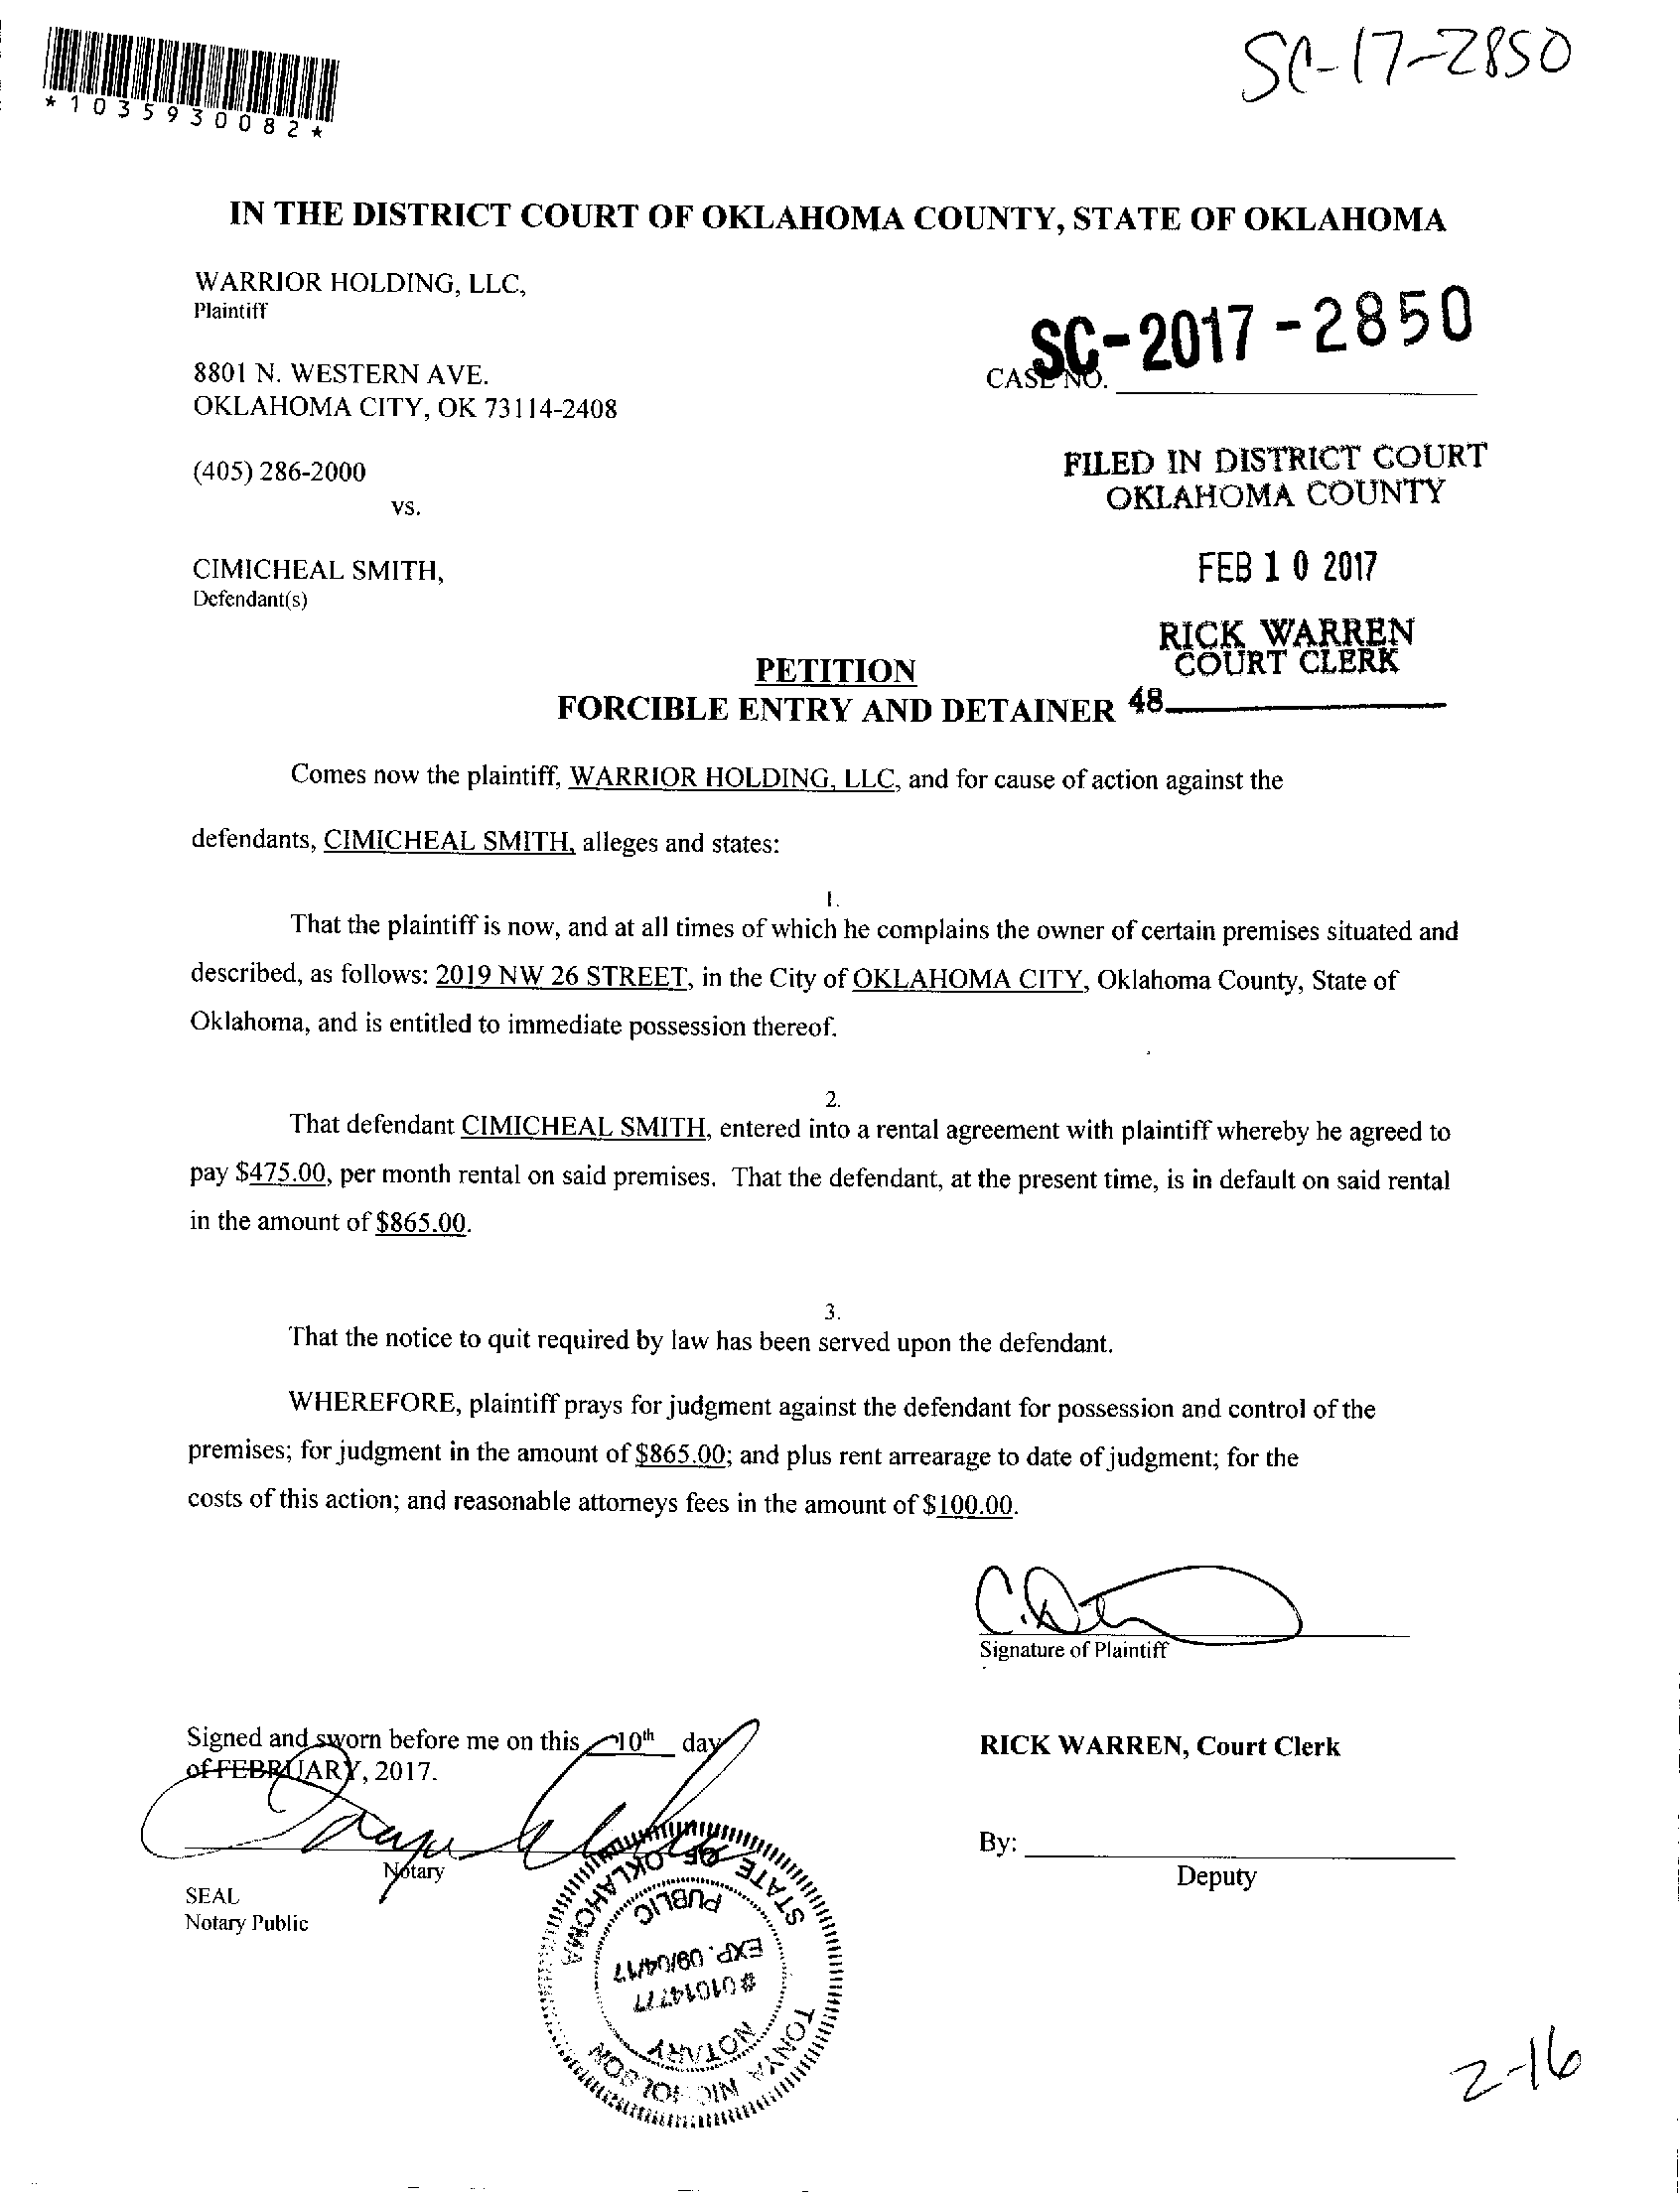 SC-17-2850
*1035930082*
IN THE DISTRICT COURT OF OKLAHOMA COUNTY, STATE OF OKLAHOMA
WARRIOR HOLDING, LLC,
Plaintiff
8801 N. WESTERN AVE.
OKLAHOMA CITY, OK 73114-2408
(405) 286-2000
vs.
CIMICHEAL SMITH,
Defendant(s)
SC-2017-2850
CASE NO.
FILED IN DISTRICT COURT
OKLAHOMA COUNTY
FEB 10 2017
RICK WARREN
COURT CLERK
48
PETITION
FORCIBLE ENTRY AND DETAINER
Comes now the plaintiff, WARRIOR HOLDING, LLC, and for cause of action against the
defendants, CIMICHEAL SMITH, alleges and states:
1.
That the plaintiff is now, and at all times of which he complains the owner of certain premises situated and
described, as follows: 2019 NW 26 STREET, in the City of OKLAHOMA CITY, Oklahoma County, State of
Oklahoma, and is entitled to immediate possession thereof.
2.
That defendant CIMICHEAL SMITH, entered into a rental agreement with plaintiff whereby he agreed to
pay $475.00, per month rental on said premises. That the defendant, at the present time, is in default on said rental
in the amount of $865.00.
3.
That the notice to quit required by law has been served upon the defendant.
WHEREFORE, plaintiff prays for judgment against the defendant for possession and control of the
premises; for judgment in the amount of $865.00; and plus rent arrearage to date of judgment; for the
costs of this action; and reasonable attorneys fees in the amount of $100.00.
Signature of Plaintiff
Signed and sworn before me on this 10th day
of FEBRUARY, 2017.
Notary
SEAL
Notary Public
RICK WARREN, Court Clerk
By:
Deputy
TONYA NICHOLSON
NOTARY
#01014777
EXP. 09/04/17
PUBLIC
STATE OF OKLAHOMA
2-16